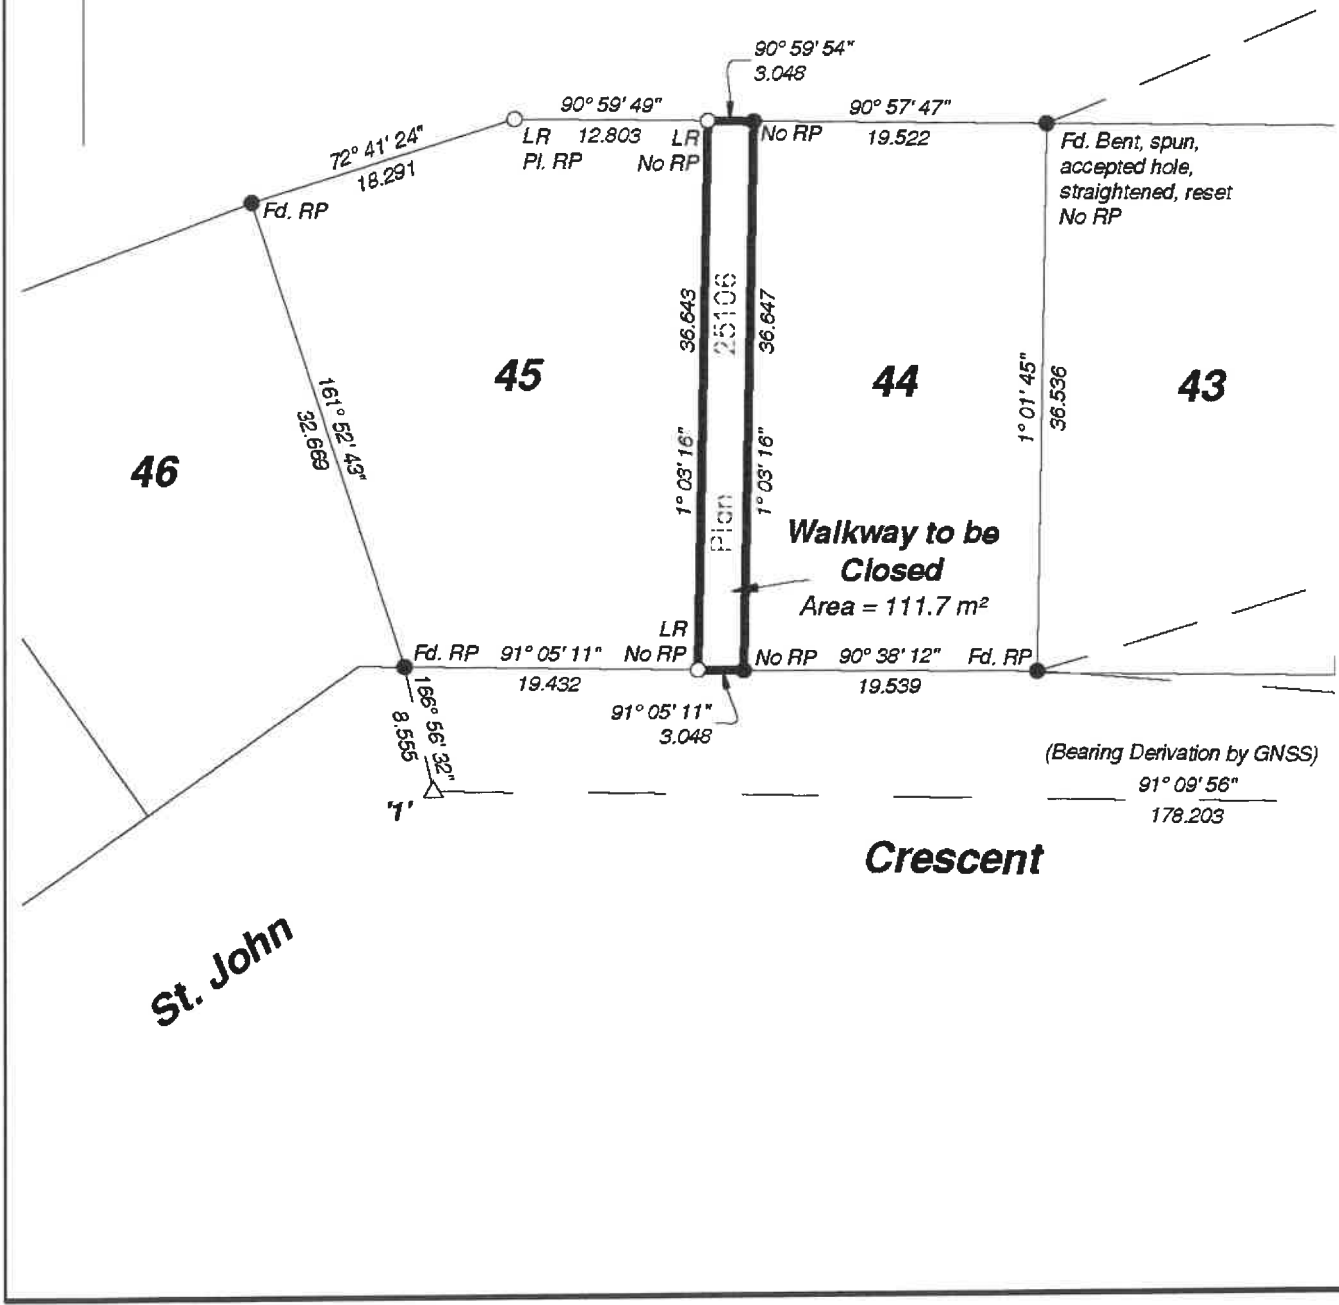 90° 59' 54"
3.048
90° 59' 49"
LR 12.803 LR
Pl. RP No RP
No RP
90° 57' 47"
19.522
72° 41' 24"
18.291
Fd. RP
Fd. Bent, spun,
accepted hole,
straightened, reset
No RP
36.643
25106
36.647
161° 52' 43"
32.669
45
44
43
1° 01' 45"
36.536
46
1° 03' 16"
Plan
1° 03' 16"
Walkway to be
Closed
Area = 111.7 m²
LR
Fd. RP 91° 05' 11" No RP
19.432
No RP 90° 38' 12" Fd. RP
19.539
166° 56' 32"
8.555
91° 05' 11"
3.048
'1'
(Bearing Derivation by GNSS)
91° 09' 56"
178.203
Crescent
St. John